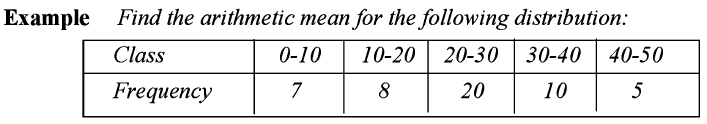 Example Find the arithmetic mean for the following distribution:
Class 0-10 10-20 20-30 30-40 40-50
Frequency 7 8 20 10 5